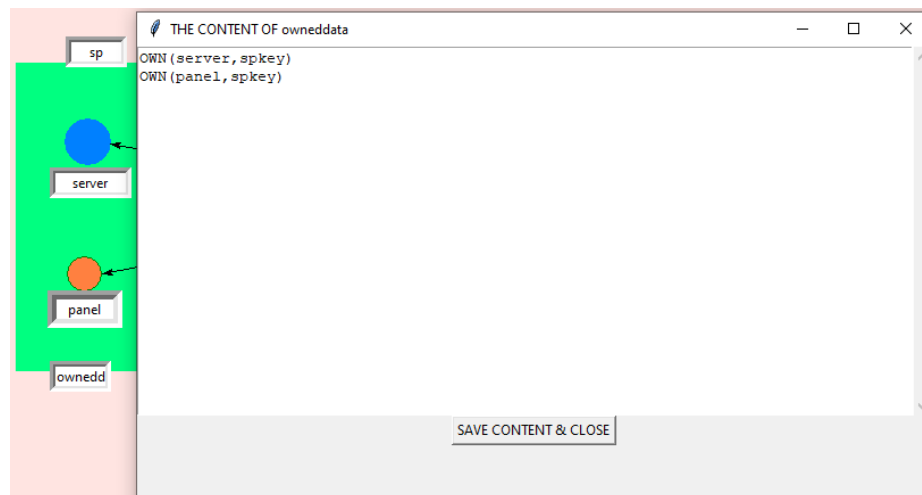 THE CONTENT OF owneddata
sp
OWN(server,spkey)
OWN(panel,spkey)
server
panel
ownedd
SAVE CONTENT & CLOSE